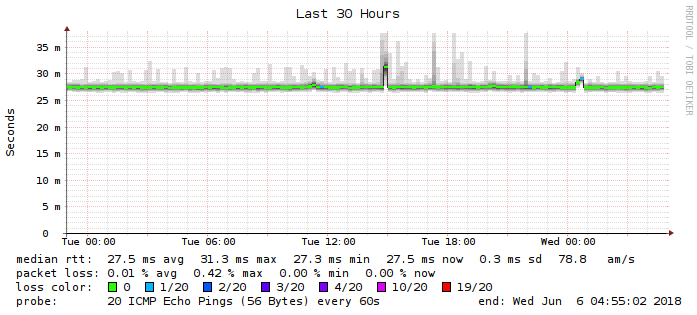 Last 30 Hours
RRDTOOL / TOBI OETIKER
Seconds
35 m
30 m
25 m
20 m
15 m
10 m
5 m
0
Tue 00:00 Tue 06:00 Tue 12:00 Tue 18:00 Wed 00:00
median rtt: 27.5 ms avg 31.3 ms max 27.3 ms min 27.5 ms now 0.3 ms sd 78.8 am/s
packet loss: 0.01 % avg 0.42 % max 0.00 % min 0.00 % now
loss color: 0 1/20 2/20 3/20 4/20 10/20 19/20
probe: 20 ICMP Echo Pings (56 Bytes) every 60s end: Wed Jun 6 04:55:02 2018